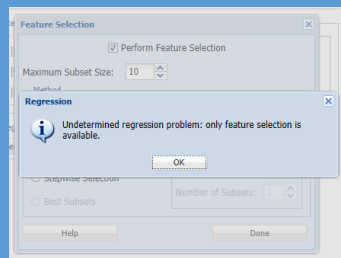 Feature Selection
Perform Feature Selection
Maximum Subset Size: 10
Method
Regression
Undetermined regression problem: only feature selection is
available.
OK
Stepwise Selection
Number of Subsets: 1
Best Subsets
Help
Done